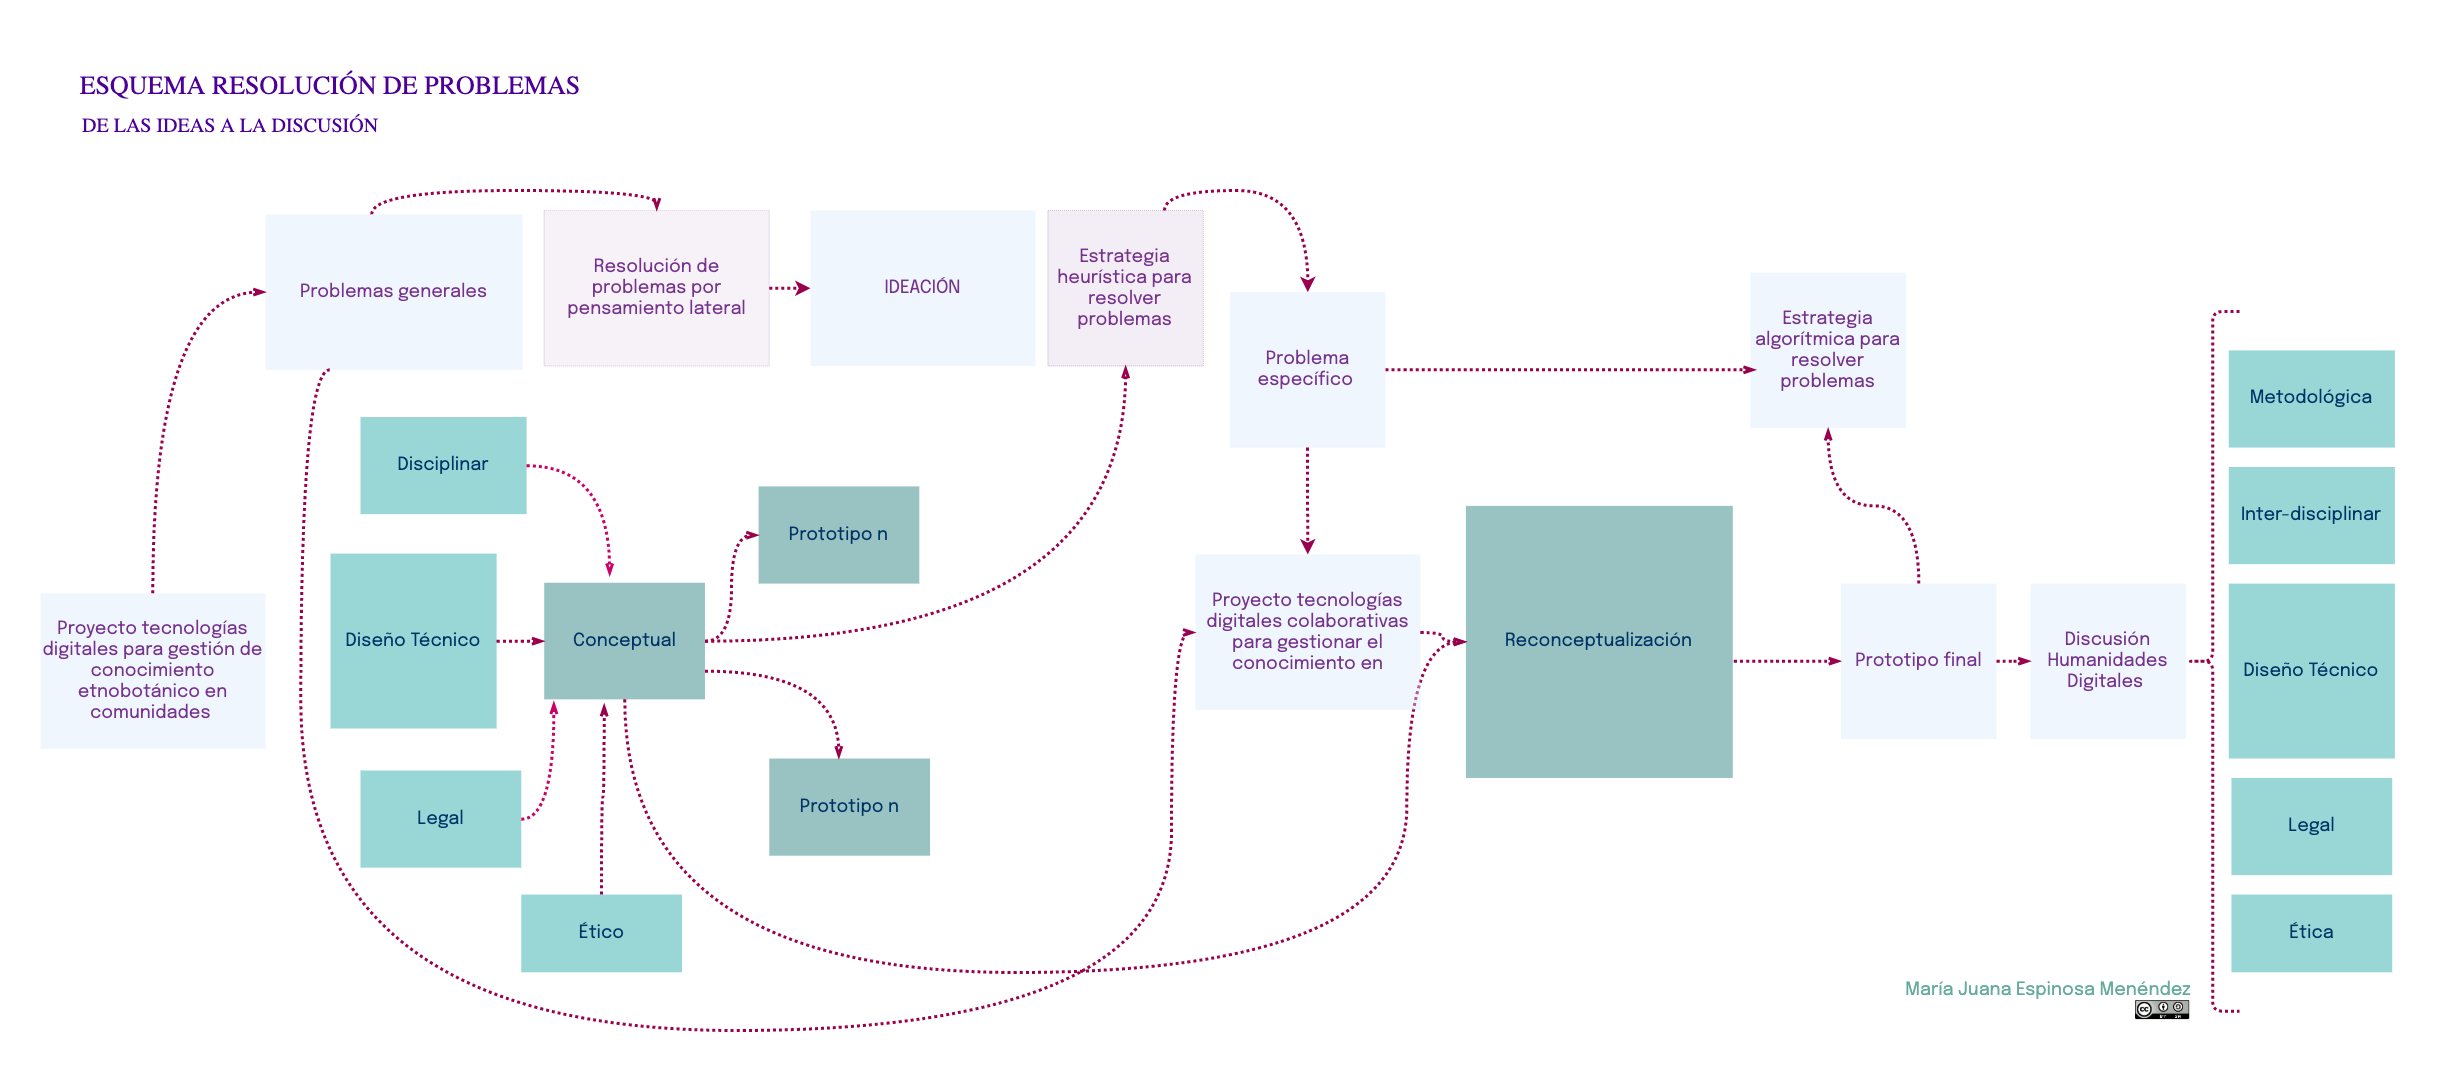 ESQUEMA RESOLUCIÓN DE PROBLEMAS
DE LAS IDEAS A LA DISCUSIÓN
Problemas generales
Resolución de
problemas por
pensamiento lateral
IDEACIÓN
Estrategia
heurística para
resolver
problemas
Problema
específico
Estrategia
algorítmica para
resolver
problemas
Disciplinar
Diseño Técnico
Legal
Ético
Conceptual
Prototipo n
Prototipo n
Proyecto tecnologías
digitales para gestión de
conocimiento
etnobotánico en
comunidades
Proyecto tecnologías
digitales colaborativas
para gestionar el
conocimiento en
Reconceptualización
Prototipo final
Discusión
Humanidades
Digitales
Metodológica
Inter-disciplinar
Diseño Técnico
Legal
Ética
María Juana Espinosa Menéndez
cc